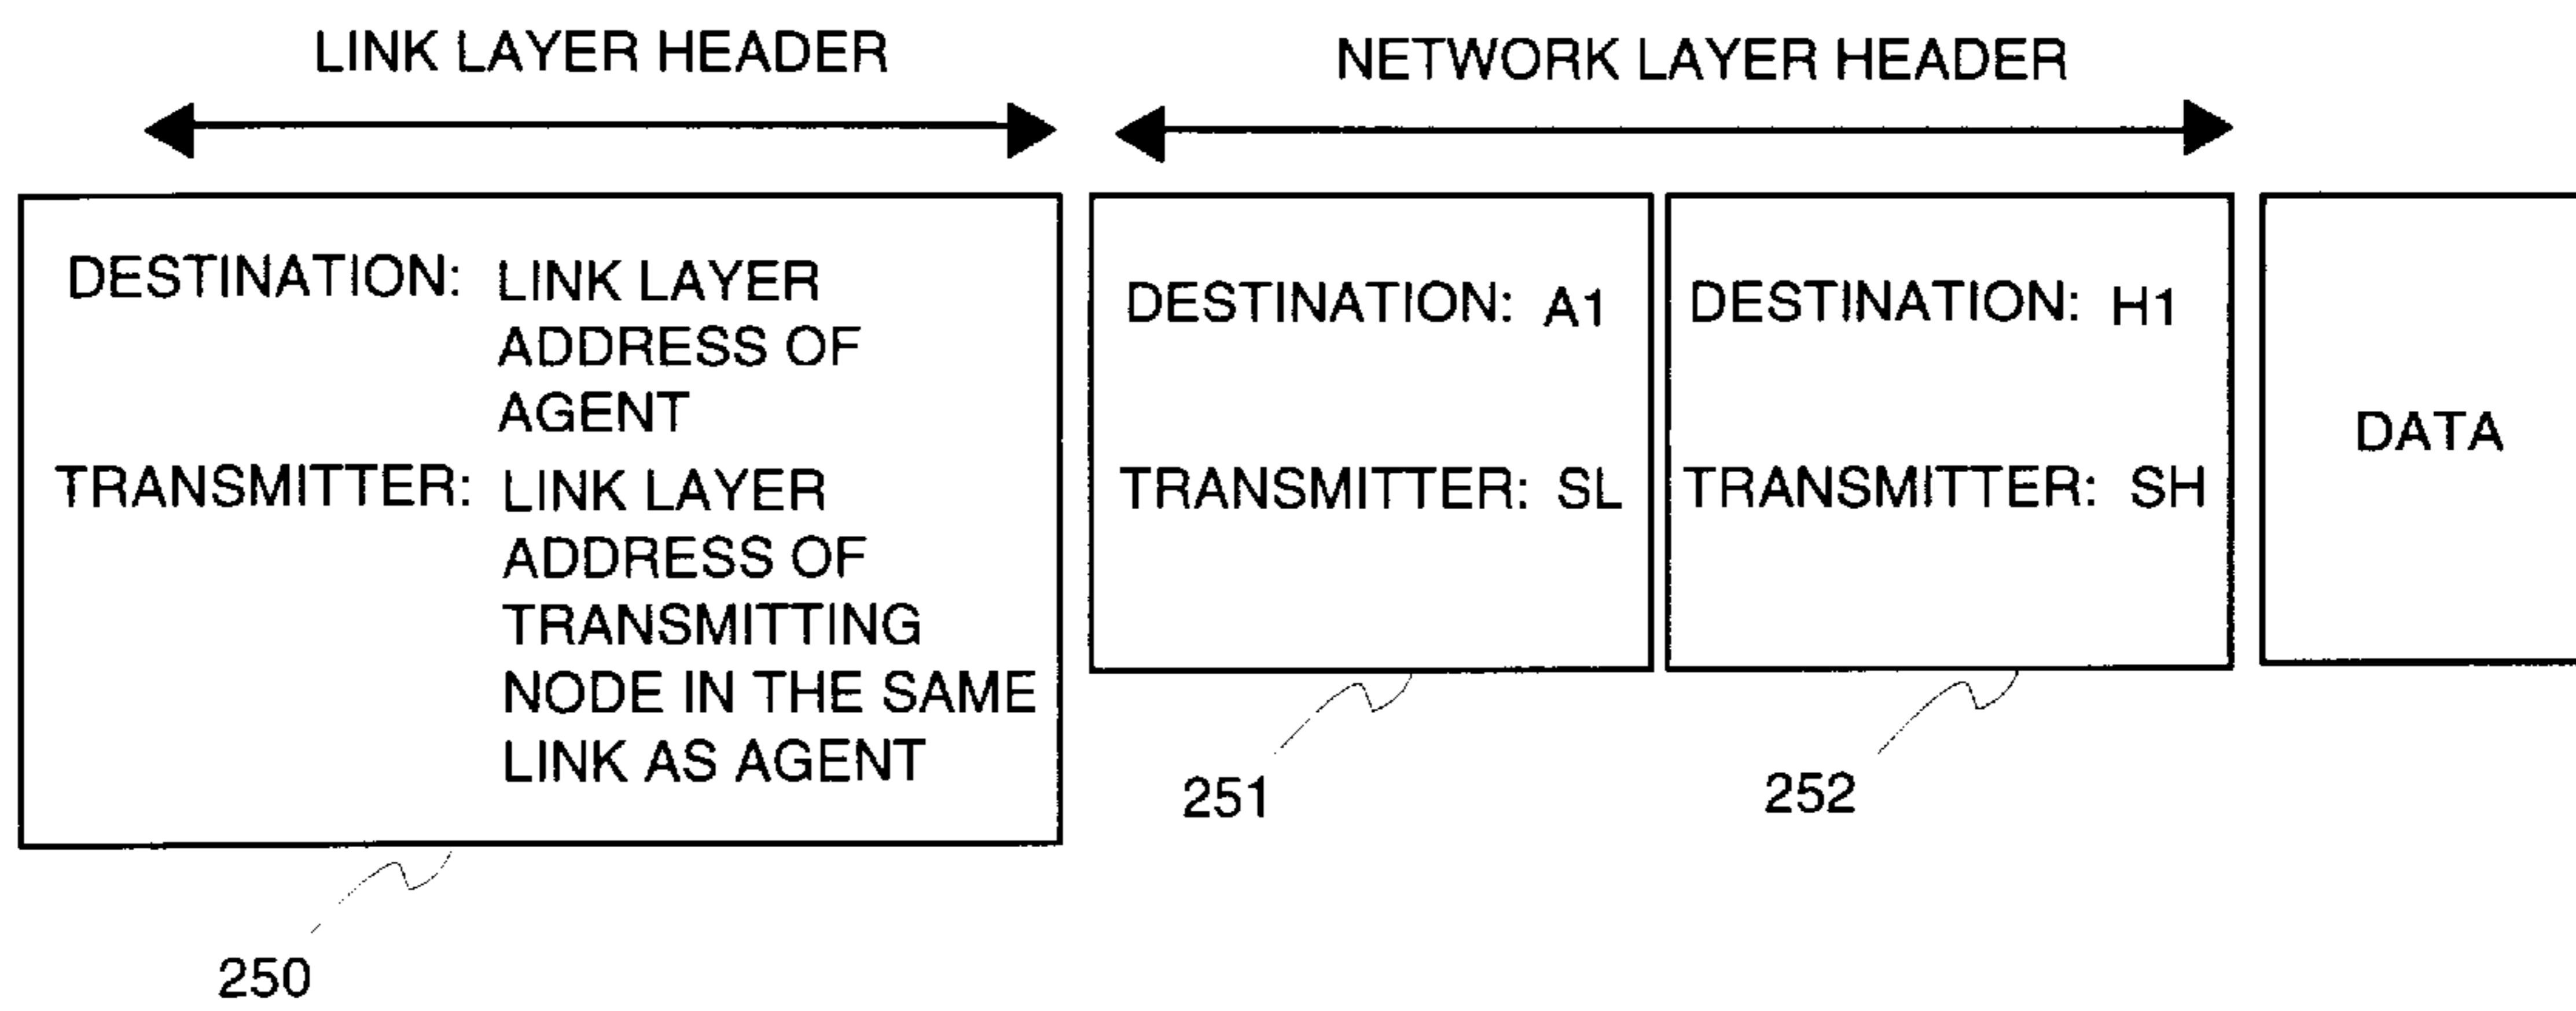 LINK LAYER HEADER
NETWORK LAYER HEADER
DESTINATION: LINK LAYER
ADDRESS OF
AGENT
TRANSMITTER: LINK LAYER
ADDRESS OF
TRANSMITTING
NODE IN THE SAME
LINK AS AGENT
250
DESTINATION: A1
TRANSMITTER: SL
251
DESTINATION: H1
TRANSMITTER: SH
252
DATA